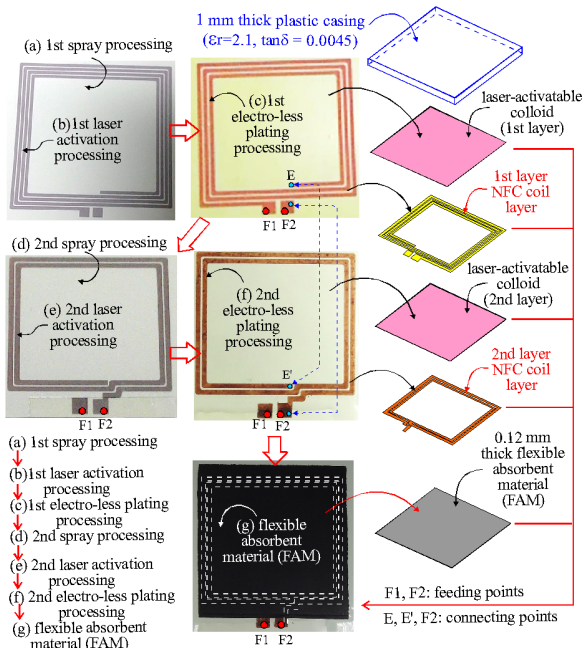 1 mm thick plastic casing
(εr=2.1, tanδ = 0.0045)
(a) 1st spray processing
(b)1st laser
activation
processing
(c)1st
electro-less
plating
processing
E
F1
F2
laser-activatable
colloid
(1st layer)
1st layer
NFC coil
layer
(d) 2nd spray processing
(e) 2nd laser
activation
processing
F1
F2
(f) 2nd
electro-less
plating
processing
E'
F1
F2
laser-activatable
colloid
(2nd layer)
2nd layer
NFC coil
layer
0.12 mm
thick flexible
absorbent
material
(FAM)
(a) 1st spray processing
(b)1st laser activation
processing
(c)1st electro-less plating
processing
(d) 2nd spray processing
(e) 2nd laser activation
processing
(f) 2nd electro-less plating
processing
(g) flexible absorbent
material (FAM)
(g) flexible
absorbent
material (FAM)
F1
F2
F1, F2: feeding points
E, E', F2: connecting points